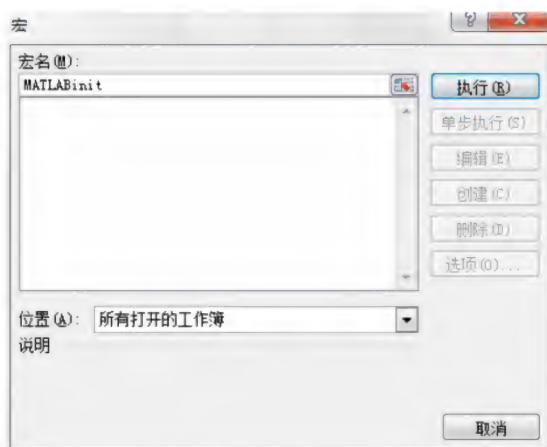 宏
宏名(M):
MATLABinit
执行(R)
单步执行(S)
编辑(E)
创建(C)
删除(D)
选项(O)...
位置(A): 所有打开的工作簿
说明
取消